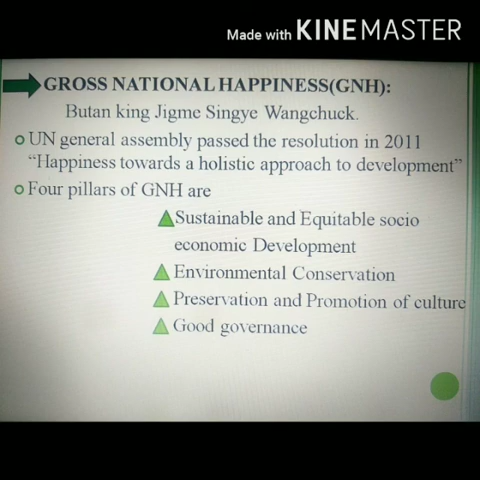 Made with KINEMASTER
GROSS NATIONAL HAPPINESS(GNH):
Butan king Jigme Singye Wangchuck.
UN general assembly passed the resolution in 2011
"Happiness towards a holistic approach to development"
Four pillars of GNH are
Sustainable and Equitable socio
economic Development
Environmental Conservation
Preservation and Promotion of culture
Good governance